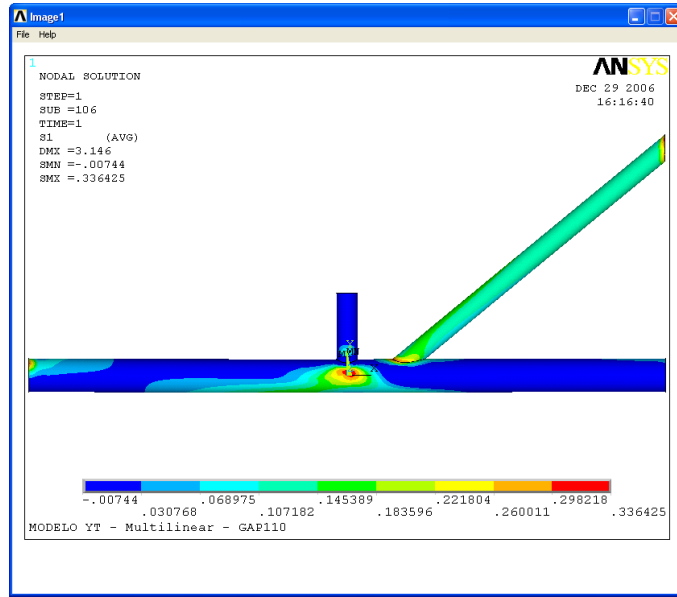 Image1
File Help
1
NODAL SOLUTION
STEP=1
SUB =106
TIME=1
S1 (AVG)
DMX =3.146
SMN =-.00744
SMX =.336425
ANSYS
DEC 29 2006
16:16:40
Y
MN
X
-.00744 .068975 .145389 .221804 .298218
.030768 .107182 .183596 .260011 .336425
MODELO YT - Multilinear - GAP110